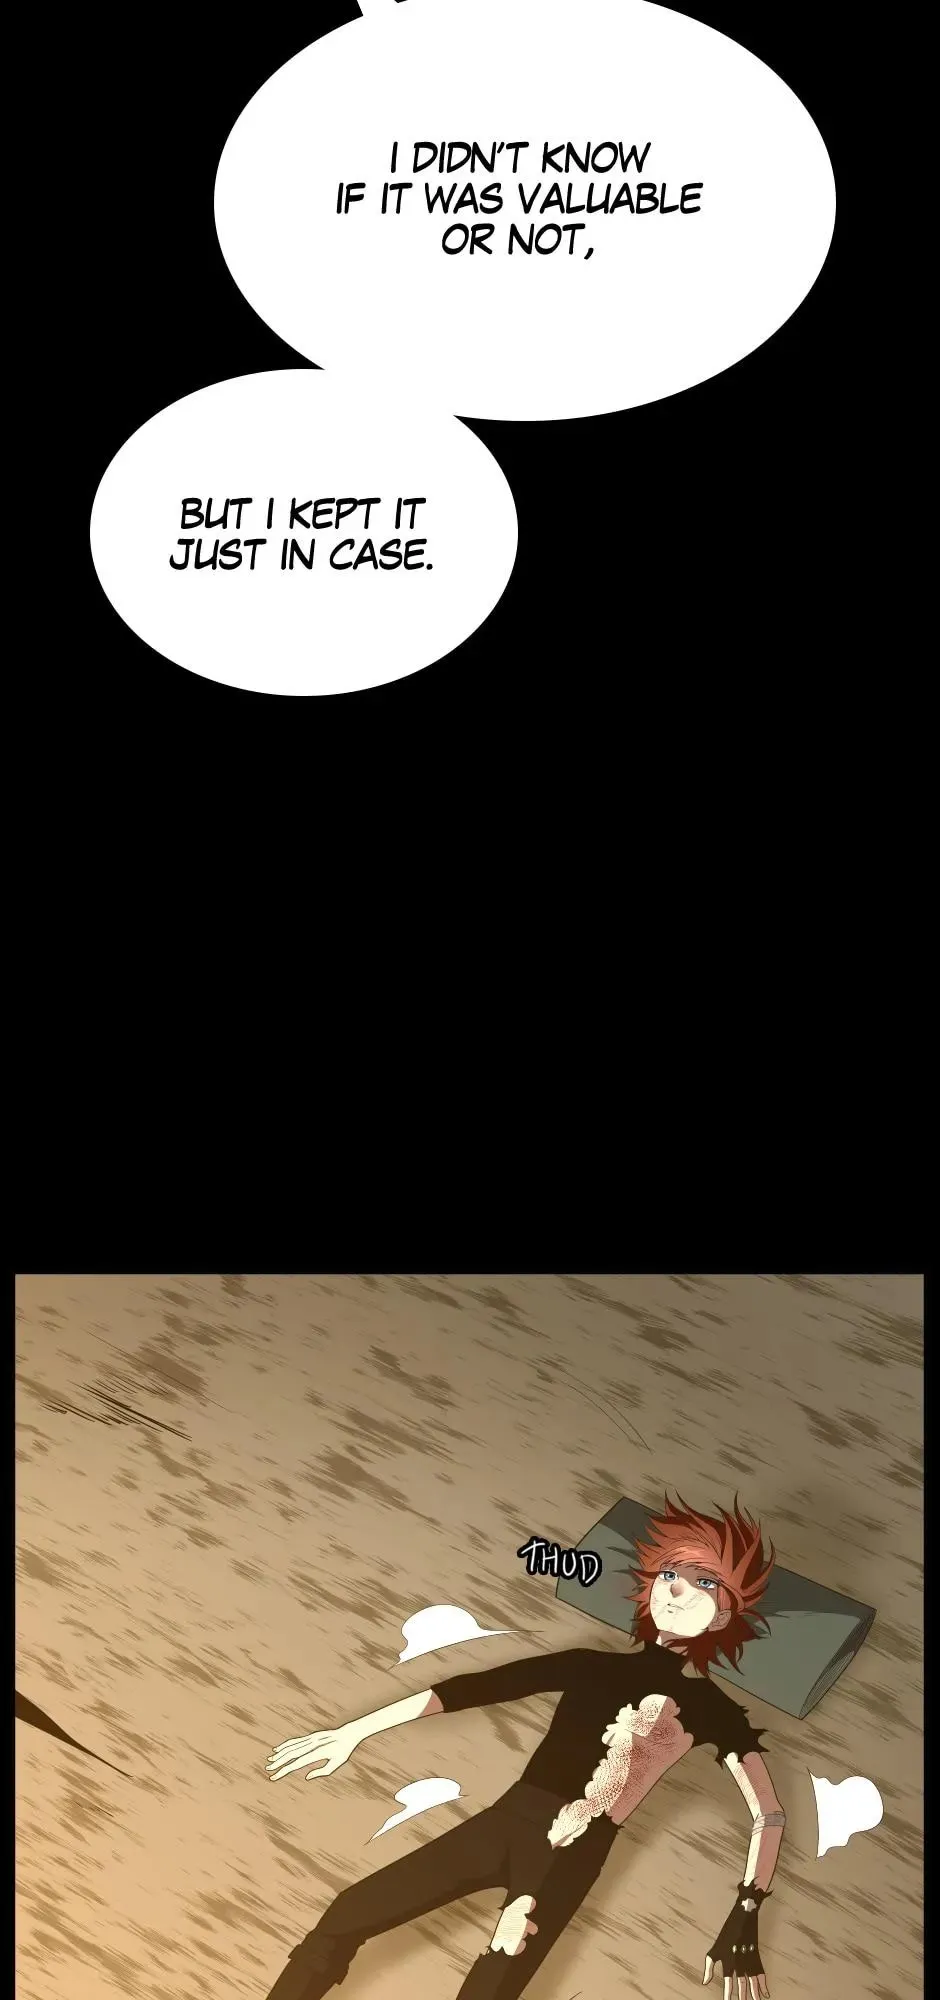 I DIDN'T KNOW
IF IT WAS VALUABLE
OR NOT,
BUT I KEPT IT
JUST IN CASE.
THUD